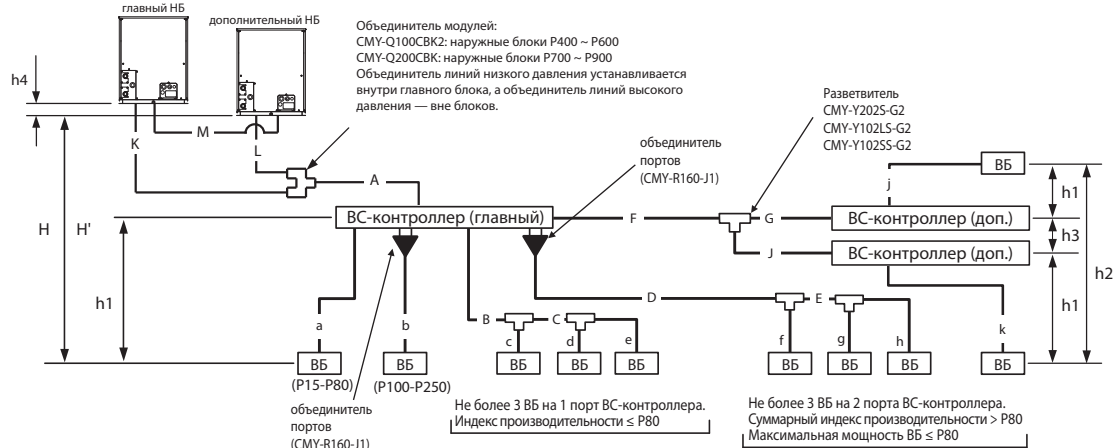 главный НБ
дополнительный НБ
Объединитель модулей:
CMY-Q100CBK2: наружные блоки P400 ~ P600
CMY-Q200CBK: наружные блоки P700 ~ P900
Объединитель линий низкого давления устанавливается
внутри главного блока, а объединитель линий высокого
давления — вне блоков.
Разветвитель
CMY-Y202S-G2
CMY-Y102LS-G2
CMY-Y102SS-G2
объединитель
портов
(CMY-R160-J1)
h4
K
M
L
A
H
H'
h1
BC-контроллер (главный)
F
G
J
j
ВБ
BC-контроллер (доп.)
BC-контроллер (доп.)
h1
h3
h1
h2
a
b
B
C
c
d
e
D
E
f
g
h
k
ВБ
ВБ
ВБ
ВБ
ВБ
ВБ
ВБ
ВБ
ВБ
(P15-P80)
(P100-P250)
объединитель
портов
(CMY-R160-J1)
Не более 3 ВБ на 1 порт BC-контроллера.
Индекс производительности ≤ P80
Не более 3 ВБ на 2 порта BC-контроллера.
Суммарный индекс производительности > P80
Максимальная мощность ВБ ≤ P80